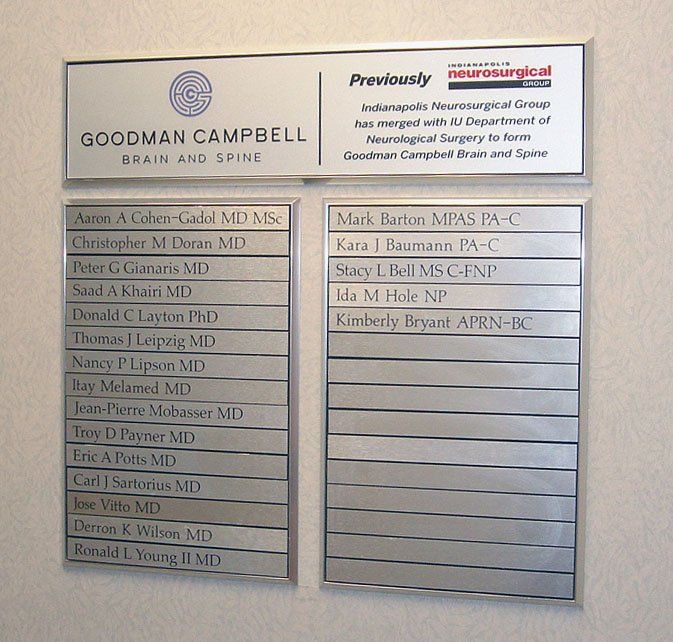 GOODMAN CAMPBELL
BRAIN AND SPINE
Previously
INDIANAPOLIS
neurosurgical
GROUP
Indianapolis Neurosurgical Group
has merged with IU Department of
Neurological Surgery to form
Goodman Campbell Brain and Spine
Aaron A Cohen-Gadol MD MSc
Christopher M Doran MD
Peter G Gianaris MD
Saad A Khairi MD
Donald C Layton PhD
Thomas J Leipzig MD
Nancy P Lipson MD
Itay Melamed MD
Jean-Pierre Mobasser MD
Troy D Payner MD
Eric A Potts MD
Carl J Sartorius MD
Jose Vitto MD
Derron K Wilson MD
Ronald L Young II MD
Mark Barton MPAS PA-C
Kara J Baumann PA-C
Stacy L Bell MS C-FNP
Ida M Hole NP
Kimberly Bryant APRN-BC